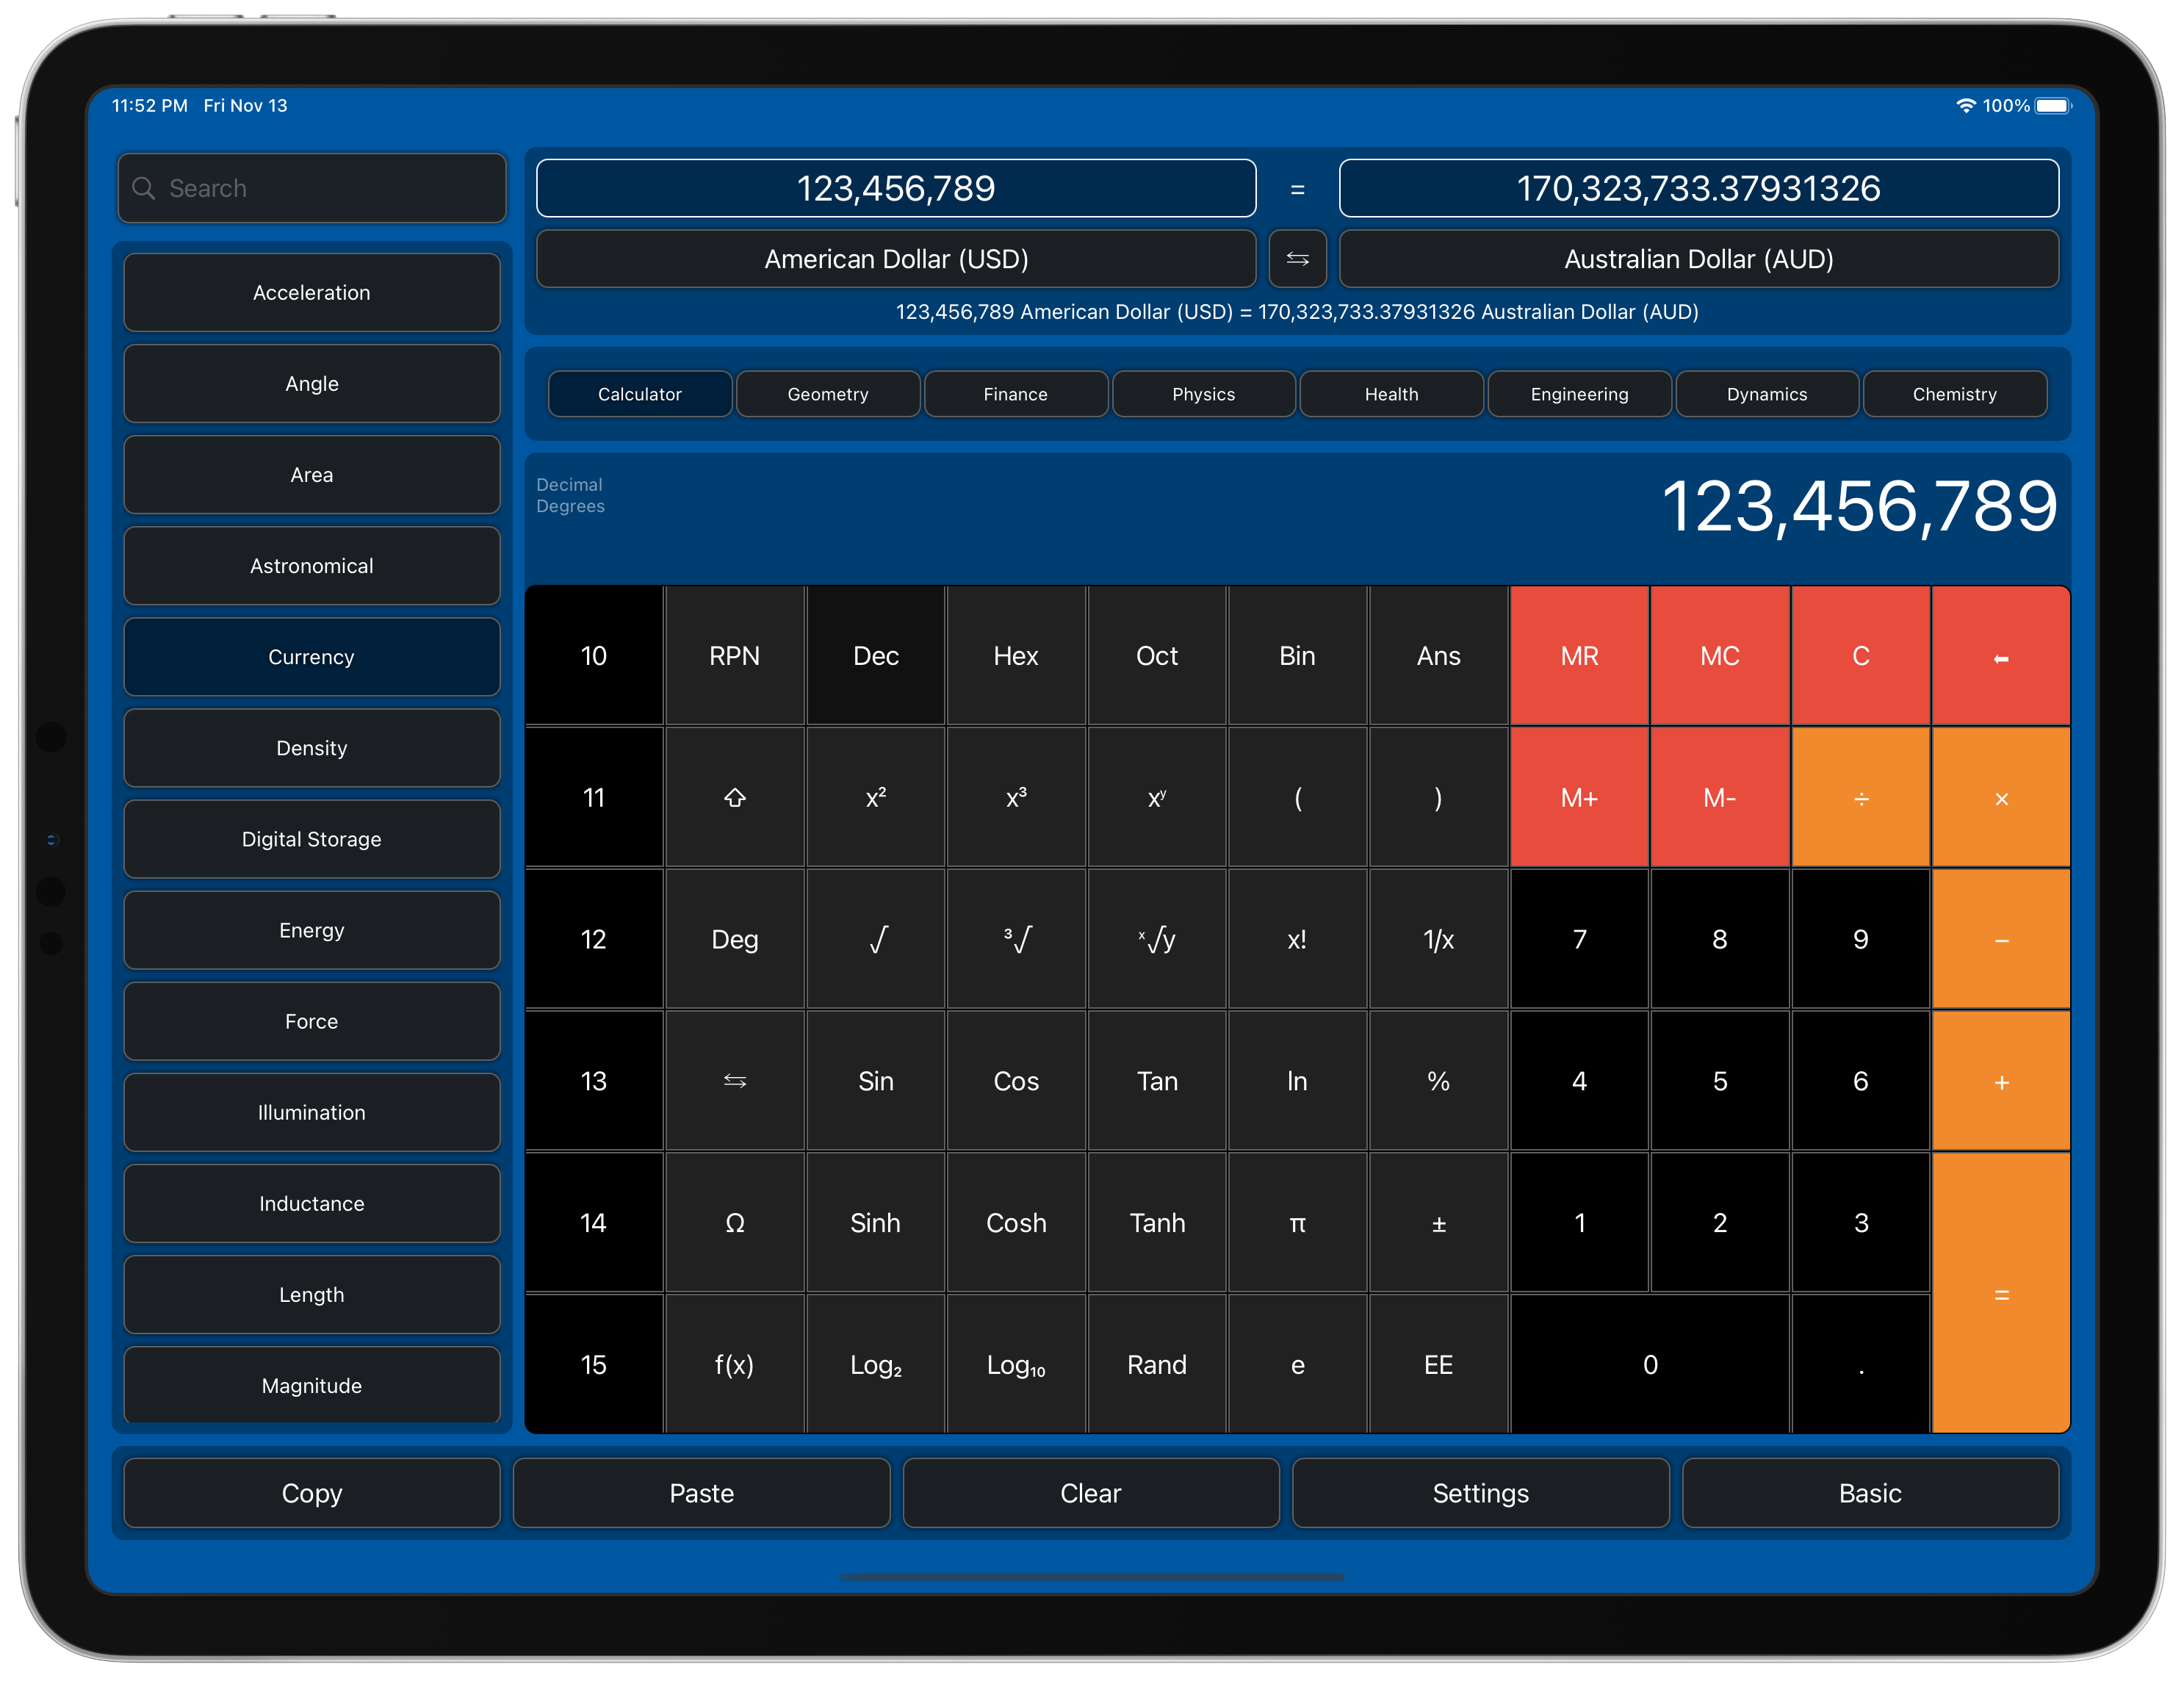 11:52 PM Fri Nov 13
100%
Search
Acceleration
Angle
Area
Astronomical
Currency
Density
Digital Storage
Energy
Force
Illumination
Inductance
Length
Magnitude
123,456,789 = 170,323,733.37931326
American Dollar (USD) ⇆ Australian Dollar (AUD)
123,456,789 American Dollar (USD) = 170,323,733.37931326 Australian Dollar (AUD)
Calculator Geometry Finance Physics Health Engineering Dynamics Chemistry
Decimal
Degrees
123,456,789
10 RPN Dec Hex Oct Bin Ans MR MC C ⬅
11 ⇧ x² x³ xʸ ( ) M+ M- ÷ ×
12 Deg √ ³√ ˣ√y x! 1/x 7 8 9 −
13 ⇆ Sin Cos Tan ln % 4 5 6 +
14 Ω Sinh Cosh Tanh π ± 1 2 3
15 f(x) Log₂ Log₁₀ Rand e EE 0 . =
Copy Paste Clear Settings Basic